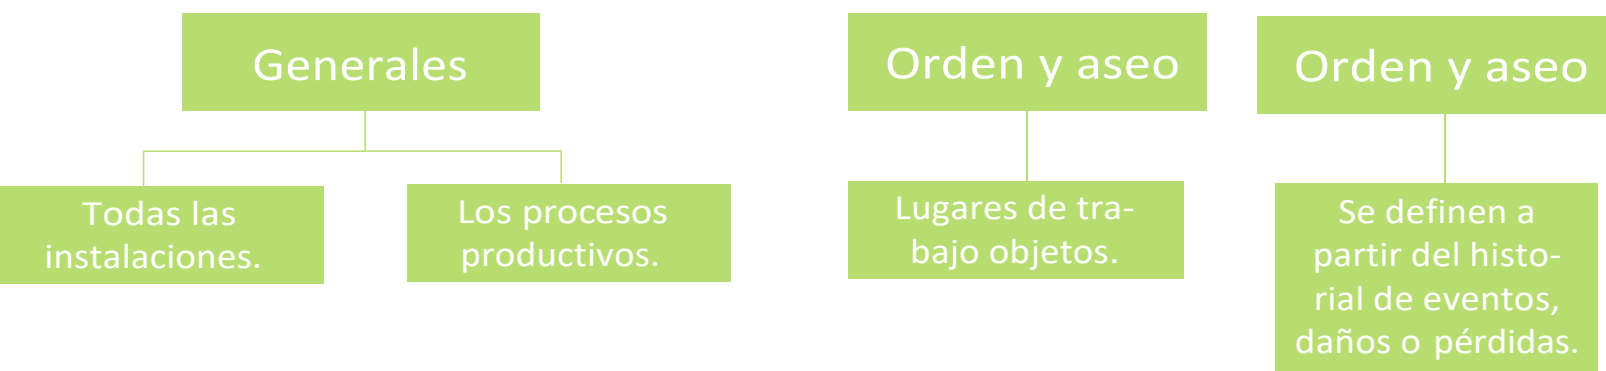 Generales
Todas las
instalaciones.
Los procesos
productivos.
Orden y aseo
Lugares de tra-
bajo objetos.
Orden y aseo
Se definen a
partir del histo-
rial de eventos,
daños o pérdidas.